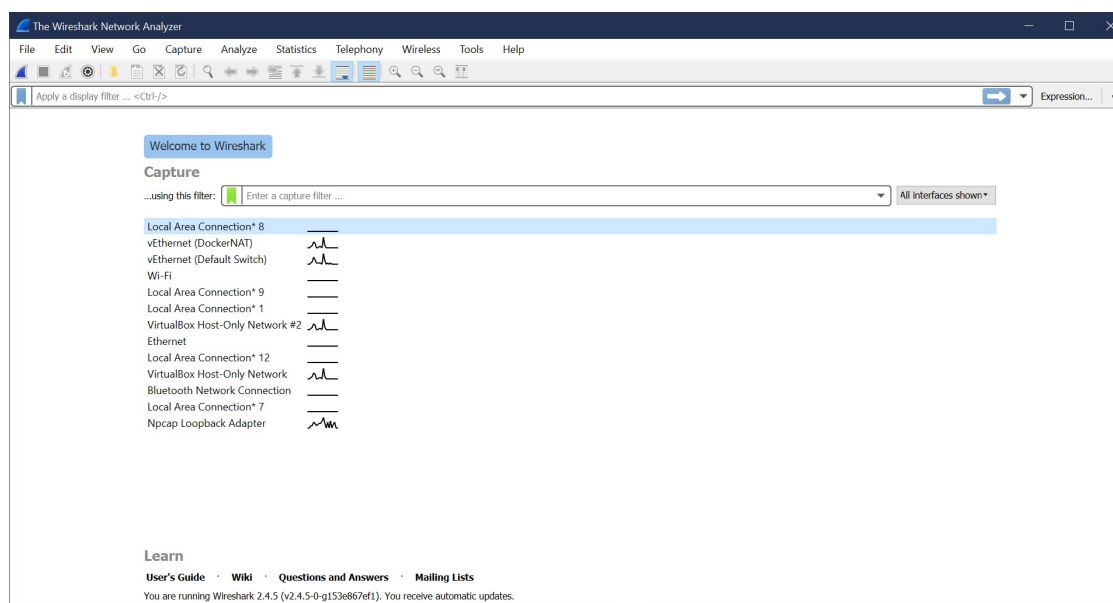 The Wireshark Network Analyzer
File Edit View Go Capture Analyze Statistics Telephony Wireless Tools Help
Apply a display filter ... <Ctrl-/> Expression...
Welcome to Wireshark
Capture
...using this filter: Enter a capture filter ... All interfaces shown
Local Area Connection* 8
vEthernet (DockerNAT)
vEthernet (Default Switch)
Wi-Fi
Local Area Connection* 9
Local Area Connection* 1
VirtualBox Host-Only Network #2
Ethernet
Local Area Connection* 12
VirtualBox Host-Only Network
Bluetooth Network Connection
Local Area Connection* 7
Npcap Loopback Adapter
Learn
User's Guide · Wiki · Questions and Answers · Mailing Lists
You are running Wireshark 2.4.5 (v2.4.5-0-g153e867ef1). You receive automatic updates.